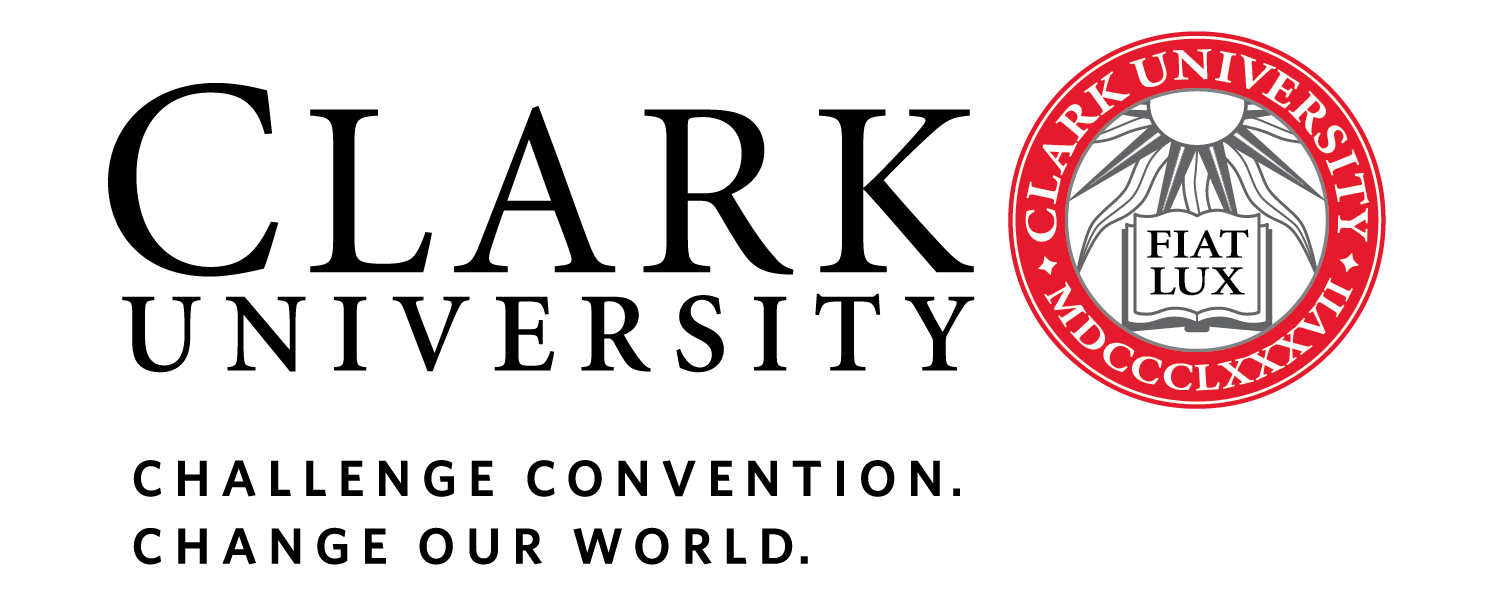 CLARK
UNIVERSITY
CHALLENGE CONVENTION.
CHANGE OUR WORLD.
CLARK UNIVERSITY
FIAT
LUX
MDCCCLXXXVII